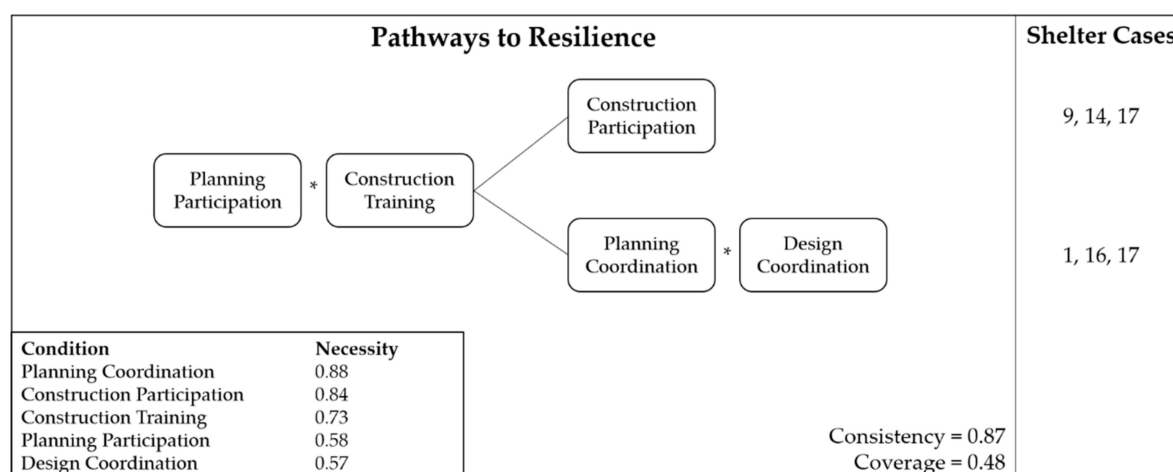 Pathways to Resilience
Shelter Cases
Construction
Participation
9, 14, 17
Planning
Participation
*
Construction
Training
Planning
Coordination
*
Design
Coordination
1, 16, 17
Condition Necessity
Planning Coordination 0.88
Construction Participation 0.84
Construction Training 0.73
Planning Participation 0.58
Design Coordination 0.57
Consistency = 0.87
Coverage = 0.48